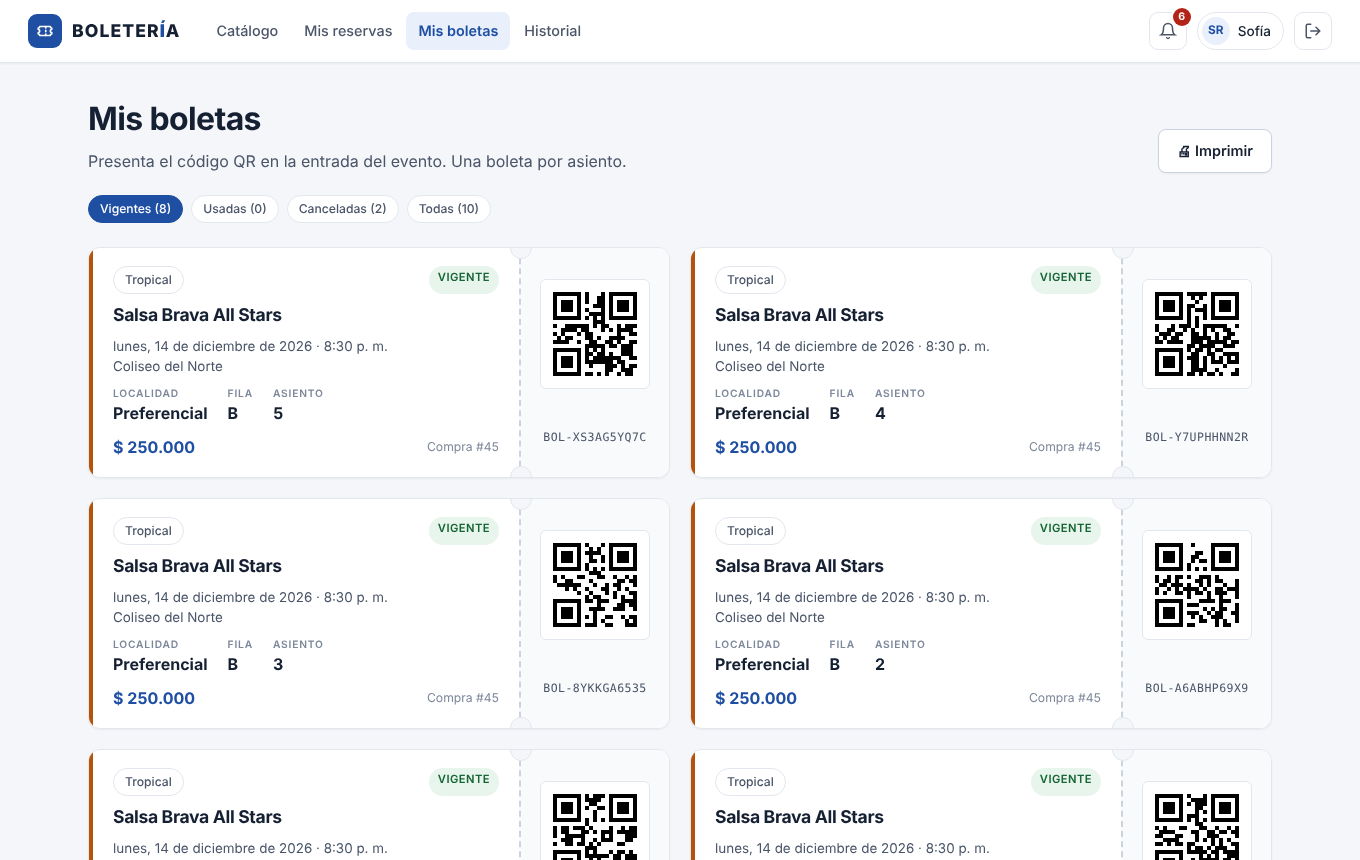 BOLETERÍA
Catálogo
Mis reservas
Mis boletas
Historial
6
SR
Sofía
Mis boletas
Presenta el código QR en la entrada del evento. Una boleta por asiento.
Imprimir
Vigentes (8)
Usadas (0)
Canceladas (2)
Todas (10)
Tropical
VIGENTE
Salsa Brava All Stars
lunes, 14 de diciembre de 2026 · 8:30 p. m.
Coliseo del Norte
LOCALIDAD FILA ASIENTO
Preferencial B 5
$ 250.000
Compra #45
BOL-XS3AG5YQ7C
Tropical
VIGENTE
Salsa Brava All Stars
lunes, 14 de diciembre de 2026 · 8:30 p. m.
Coliseo del Norte
LOCALIDAD FILA ASIENTO
Preferencial B 4
$ 250.000
Compra #45
BOL-Y7UPHHNN2R
Tropical
VIGENTE
Salsa Brava All Stars
lunes, 14 de diciembre de 2026 · 8:30 p. m.
Coliseo del Norte
LOCALIDAD FILA ASIENTO
Preferencial B 3
$ 250.000
Compra #45
BOL-8YKKGA6535
Tropical
VIGENTE
Salsa Brava All Stars
lunes, 14 de diciembre de 2026 · 8:30 p. m.
Coliseo del Norte
LOCALIDAD FILA ASIENTO
Preferencial B 2
$ 250.000
Compra #45
BOL-A6ABHP69X9
Tropical
VIGENTE
Salsa Brava All Stars
lunes, 14 de diciembre de 2026 · 8:30 p. m.
Tropical
VIGENTE
Salsa Brava All Stars
lunes, 14 de diciembre de 2026 · 8:30 p. m.